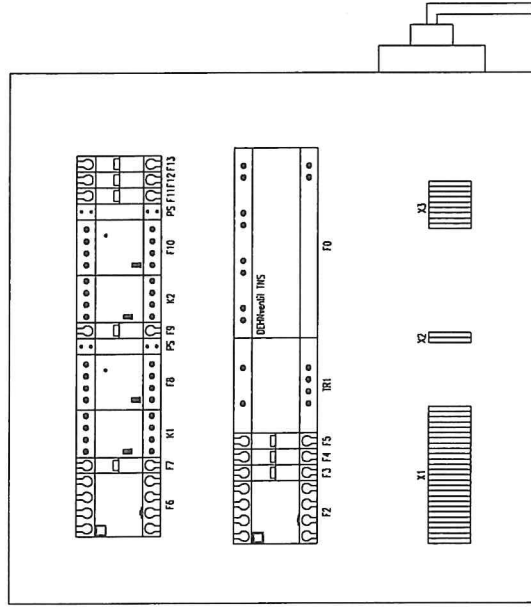 F6 F7 K1 F8 PS F9 K2 F10 PS F11 F12 F13
F2 F3 F4 F5 TR1 F0
DEHNventil TNS
X1 X2 X3